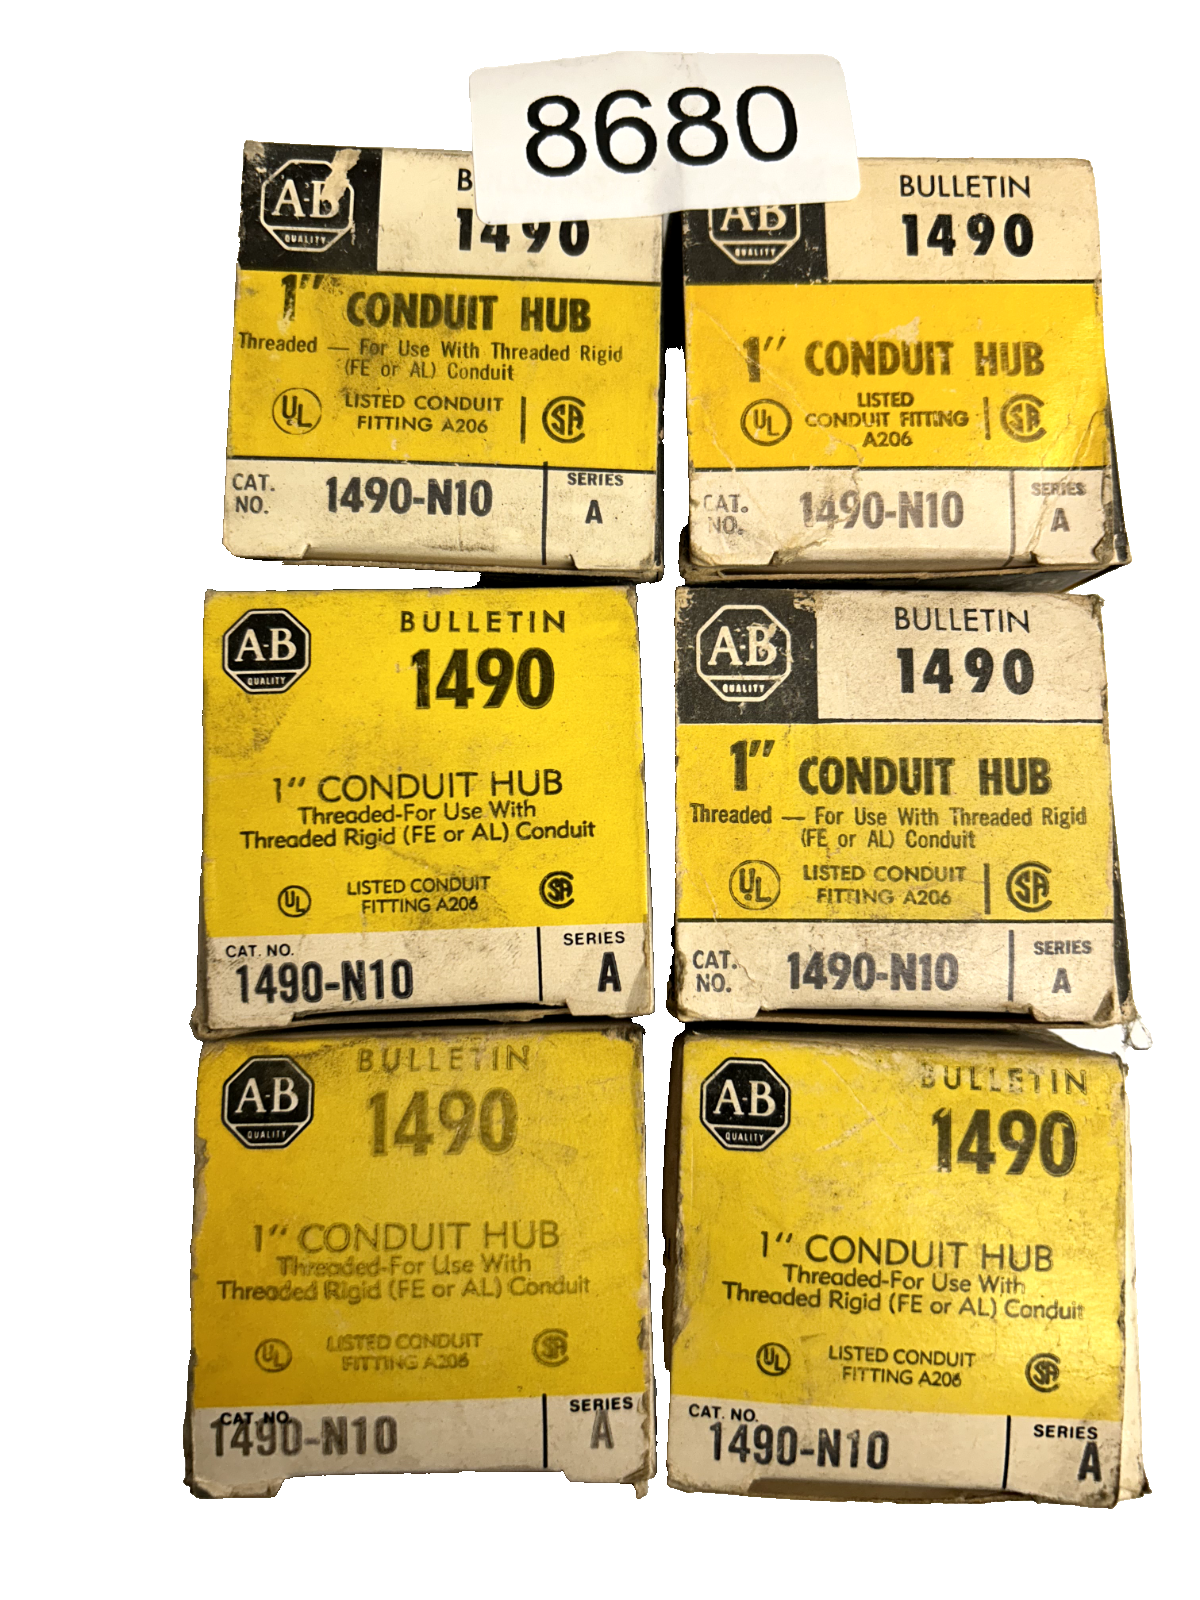 8680
A-B
QUALITY
1490
1" CONDUIT HUB
Threaded — For Use With Threaded Rigid
(FE or AL) Conduit
UL
LISTED CONDUIT
FITTING A206
SA
CAT.
NO.
1490-N10
SERIES
A
A-B
QUALITY
BULLETIN
1490
1" CONDUIT HUB
UL
LISTED
CONDUIT FITTING
A206
SA
CAT.
NO.
1490-N10
SERIES
A
A-B
QUALITY
BULLETIN
1490
1" CONDUIT HUB
Threaded-For Use With
Threaded Rigid (FE or AL) Conduit
UL
LISTED CONDUIT
FITTING A206
SA
CAT. NO.
1490-N10
SERIES
A
A-B
QUALITY
BULLETIN
1490
1" CONDUIT HUB
Threaded — For Use With Threaded Rigid
(FE or AL) Conduit
UL
LISTED CONDUIT
FITTING A206
SA
CAT.
NO.
1490-N10
SERIES
A
A-B
QUALITY
BULLETIN
1490
1" CONDUIT HUB
Threaded-For Use With
Threaded Rigid (FE or AL) Conduit
UL
LISTED CONDUIT
FITTING A206
SA
CAT. NO.
1490-N10
SERIES
A
A-B
QUALITY
BULLETIN
1490
1" CONDUIT HUB
Threaded-For Use With
Threaded Rigid (FE or AL) Conduit
UL
LISTED CONDUIT
FITTING A206
SA
CAT. NO.
1490-N10
SERIES
A